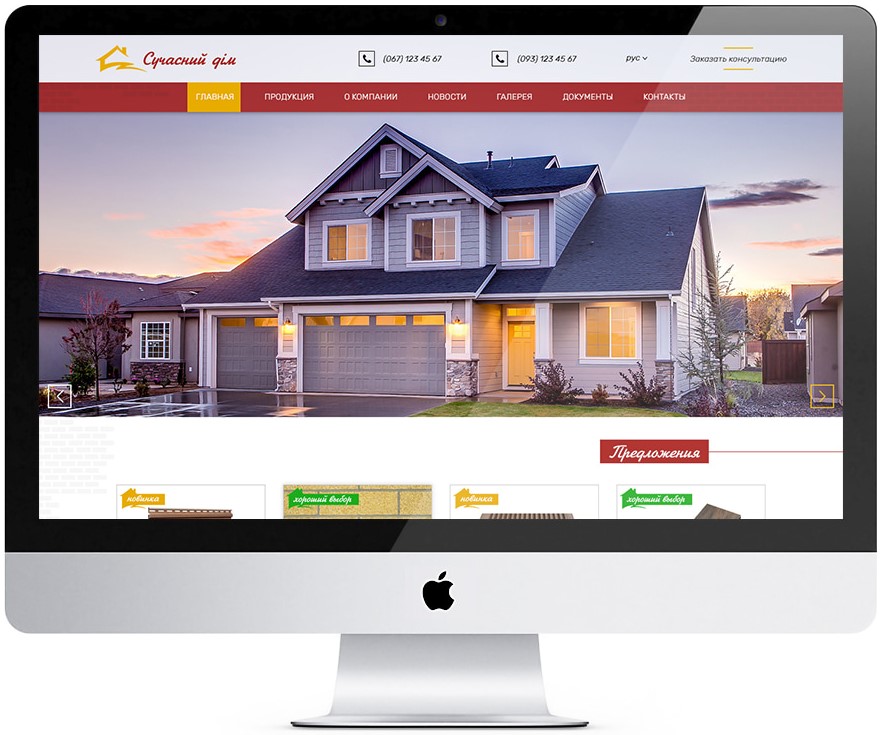 Сучасний дім
(067) 123 45 67
(093) 123 45 67
рус
Заказать консультацию
ГЛАВНАЯ ПРОДУКЦИЯ О КОМПАНИИ НОВОСТИ ГАЛЕРЕЯ ДОКУМЕНТЫ КОНТАКТЫ
Предложения
новинка
хороший выбор
новинка
хороший выбор